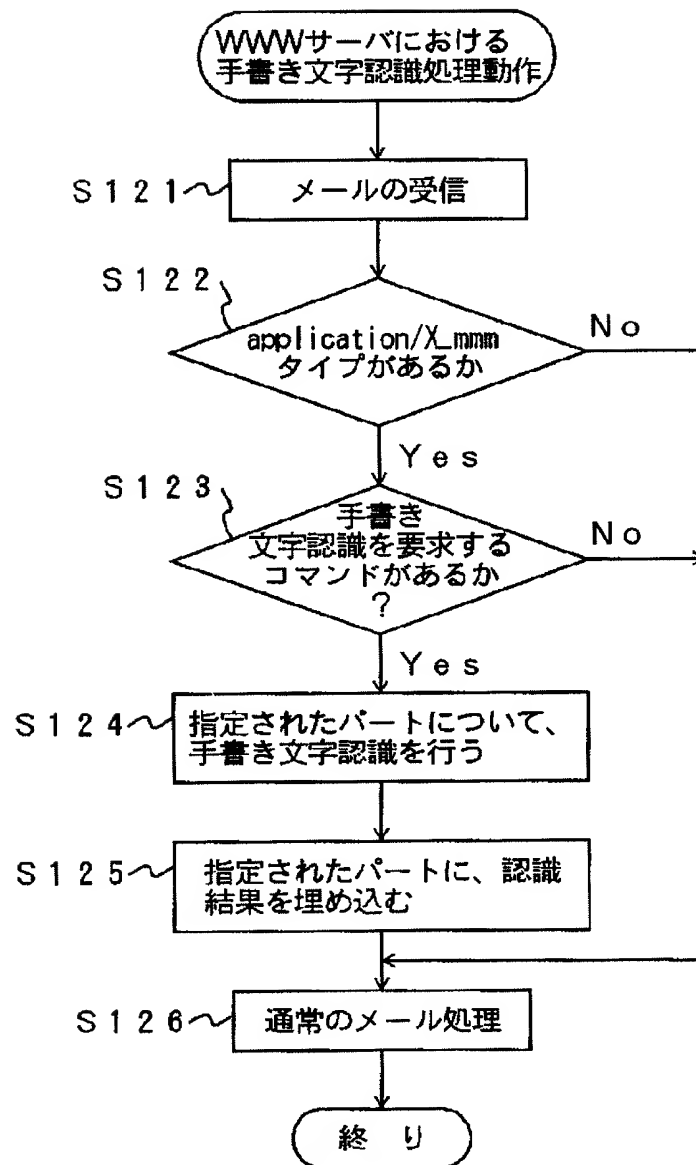 WWWサーバにおける
手書き文字認識処理動作
S121
メールの受信
S122
application/X_mmm
タイプがあるか
No
Yes
S123
手書き
文字認識を要求する
コマンドがあるか
?
No
Yes
S124
指定されたパートについて、
手書き文字認識を行う
S125
指定されたパートに、認識
結果を埋め込む
S126
通常のメール処理
終り